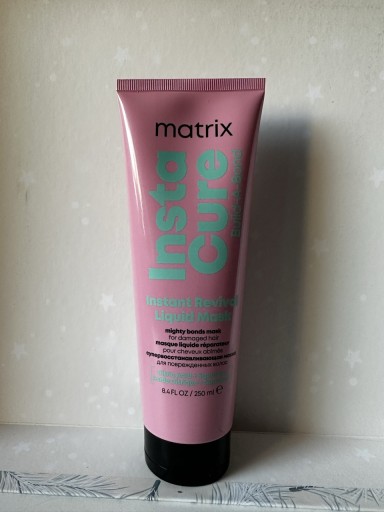 matrix
Insta
Cure
Instant Revival
Liquid Mask
mighty bonds mask
for damaged hair
masque liquide réparateur
pour cheveux abîmés
супервосстанавливающая маска
для поврежденных волос
8.4 FL OZ / 250 ml e